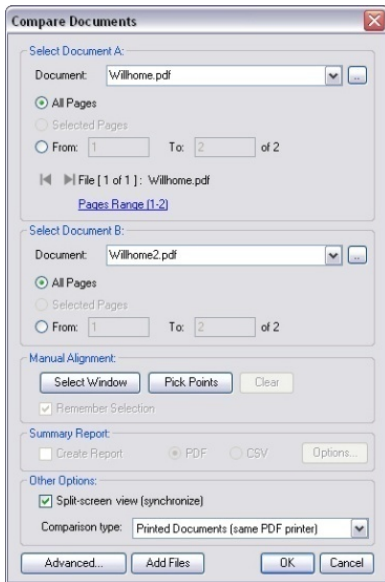 Compare Documents
Select Document A:
Document: Willhome.pdf ..
All Pages
Selected Pages
From: 1 To: 2 of 2
File [ 1 of 1 ] : Willhome.pdf
Pages Range (1-2)
Select Document B:
Document: Willhome2.pdf ..
All Pages
Selected Pages
From: 1 To: 2 of 2
Manual Alignment:
Select Window Pick Points Clear
Remember Selection
Summary Report:
Create Report PDF CSV Options...
Other Options:
Split-screen view (synchronize)
Comparison type: Printed Documents (same PDF printer)
Advanced... Add Files OK Cancel